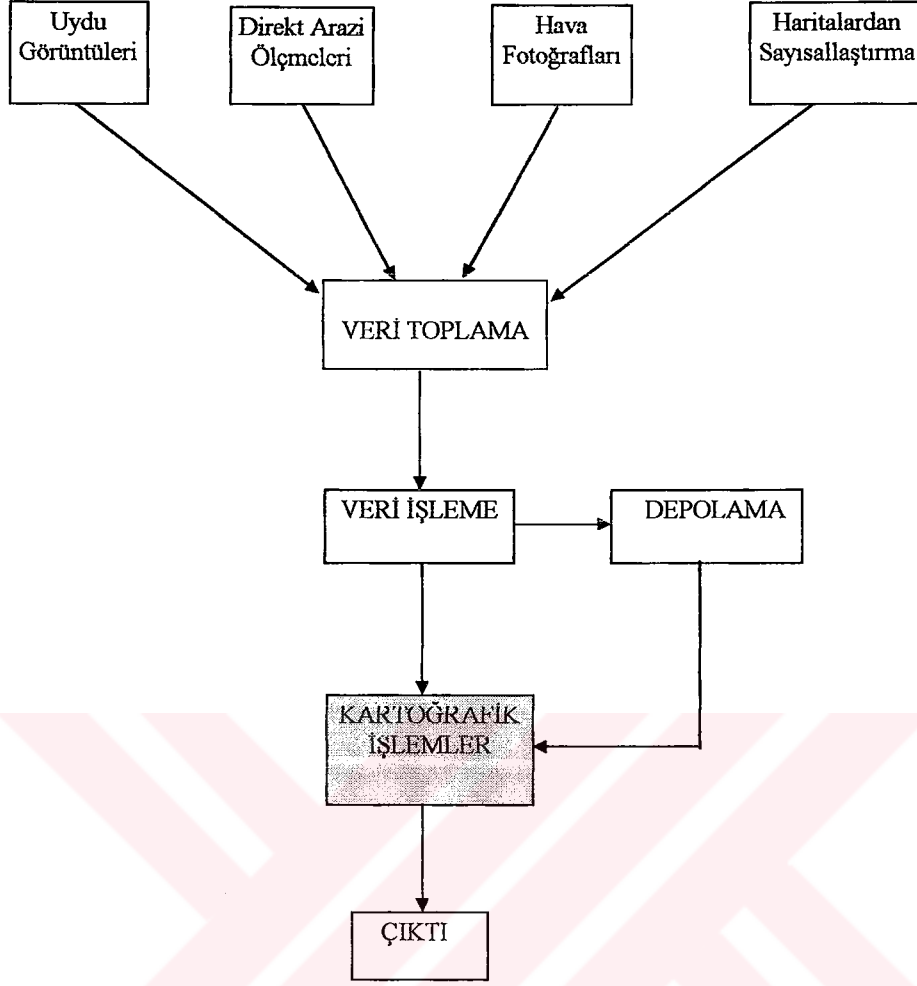 Uydu
Görüntüleri
Direkt Arazi
Ölçmeleri
Hava
Fotoğrafları
Haritalardan
Sayısallaştırma
VERİ TOPLAMA
VERİ İŞLEME
DEPOLAMA
KARTOĞRAFİK
İŞLEMLER
ÇIKTI